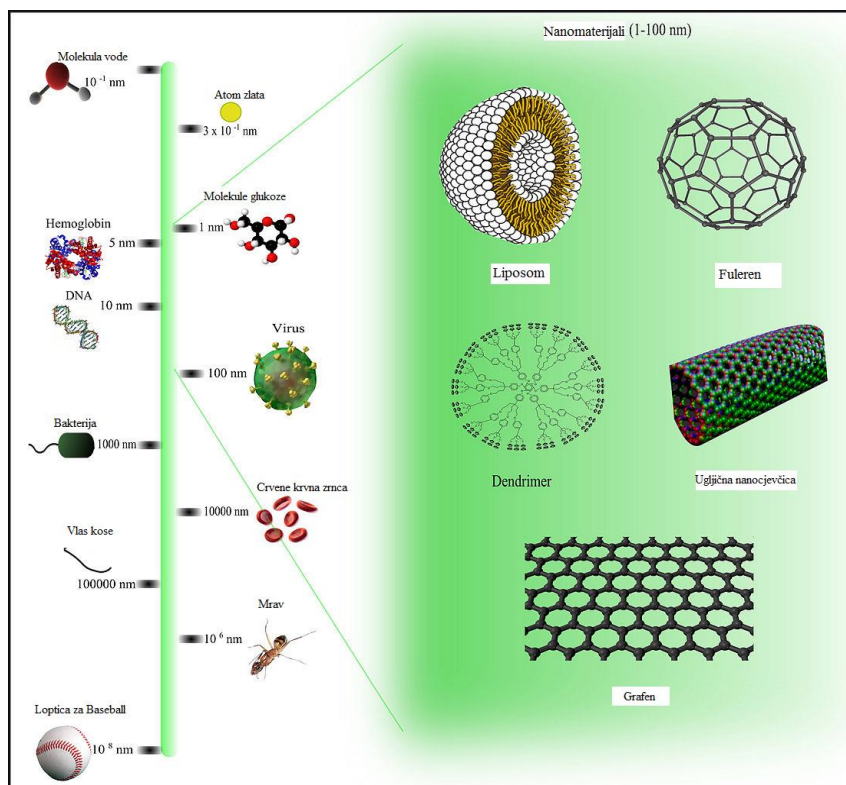 Molekula vode
10 ⁻¹ nm
Atom zlata
3 x 10 ⁻¹ nm
Molekule glukoze
1 nm
Hemoglobin
5 nm
DNA
10 nm
Virus
100 nm
Bakterija
1000 nm
Crvene krvna zrnca
10000 nm
Vlas kose
100000 nm
Mrav
10 ⁶ nm
Loptica za Baseball
10 ⁸ nm
Nanomaterijali (1-100 nm)
Liposom
Fuleren
Dendrimer
Ugljična nanocjevčica
Grafen